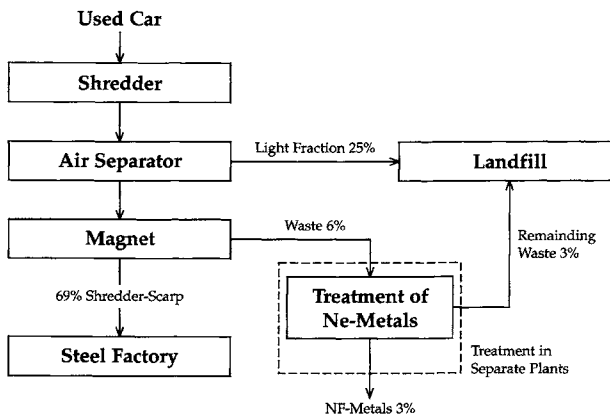 Used Car
Shredder
Air Separator
Light Fraction 25%
Landfill
Magnet
Waste 6%
Remainding
Waste 3%
69% Shredder-Scarp
Treatment of
Ne-Metals
Steel Factory
Treatment in
Separate Plants
NF-Metals 3%